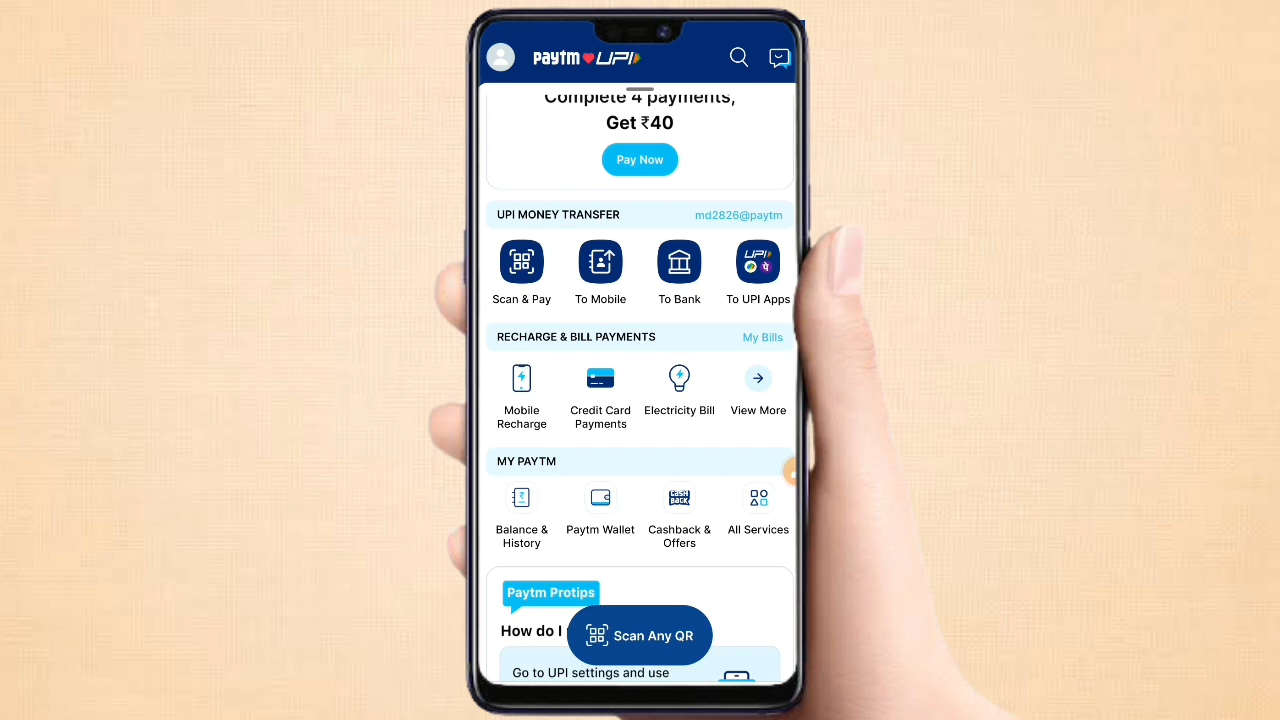 paytm UPI
Complete 4 payments,
Get ₹40
Pay Now
UPI MONEY TRANSFER md2826@paytm
UPI
Scan & Pay To Mobile To Bank To UPI Apps
RECHARGE & BILL PAYMENTS My Bills
Mobile Recharge Credit Card Payments Electricity Bill View More
MY PAYTM
CASH BACK
Balance & History Paytm Wallet Cashback & Offers All Services
Paytm Protips
How do I
Scan Any QR
Go to UPI settings and use